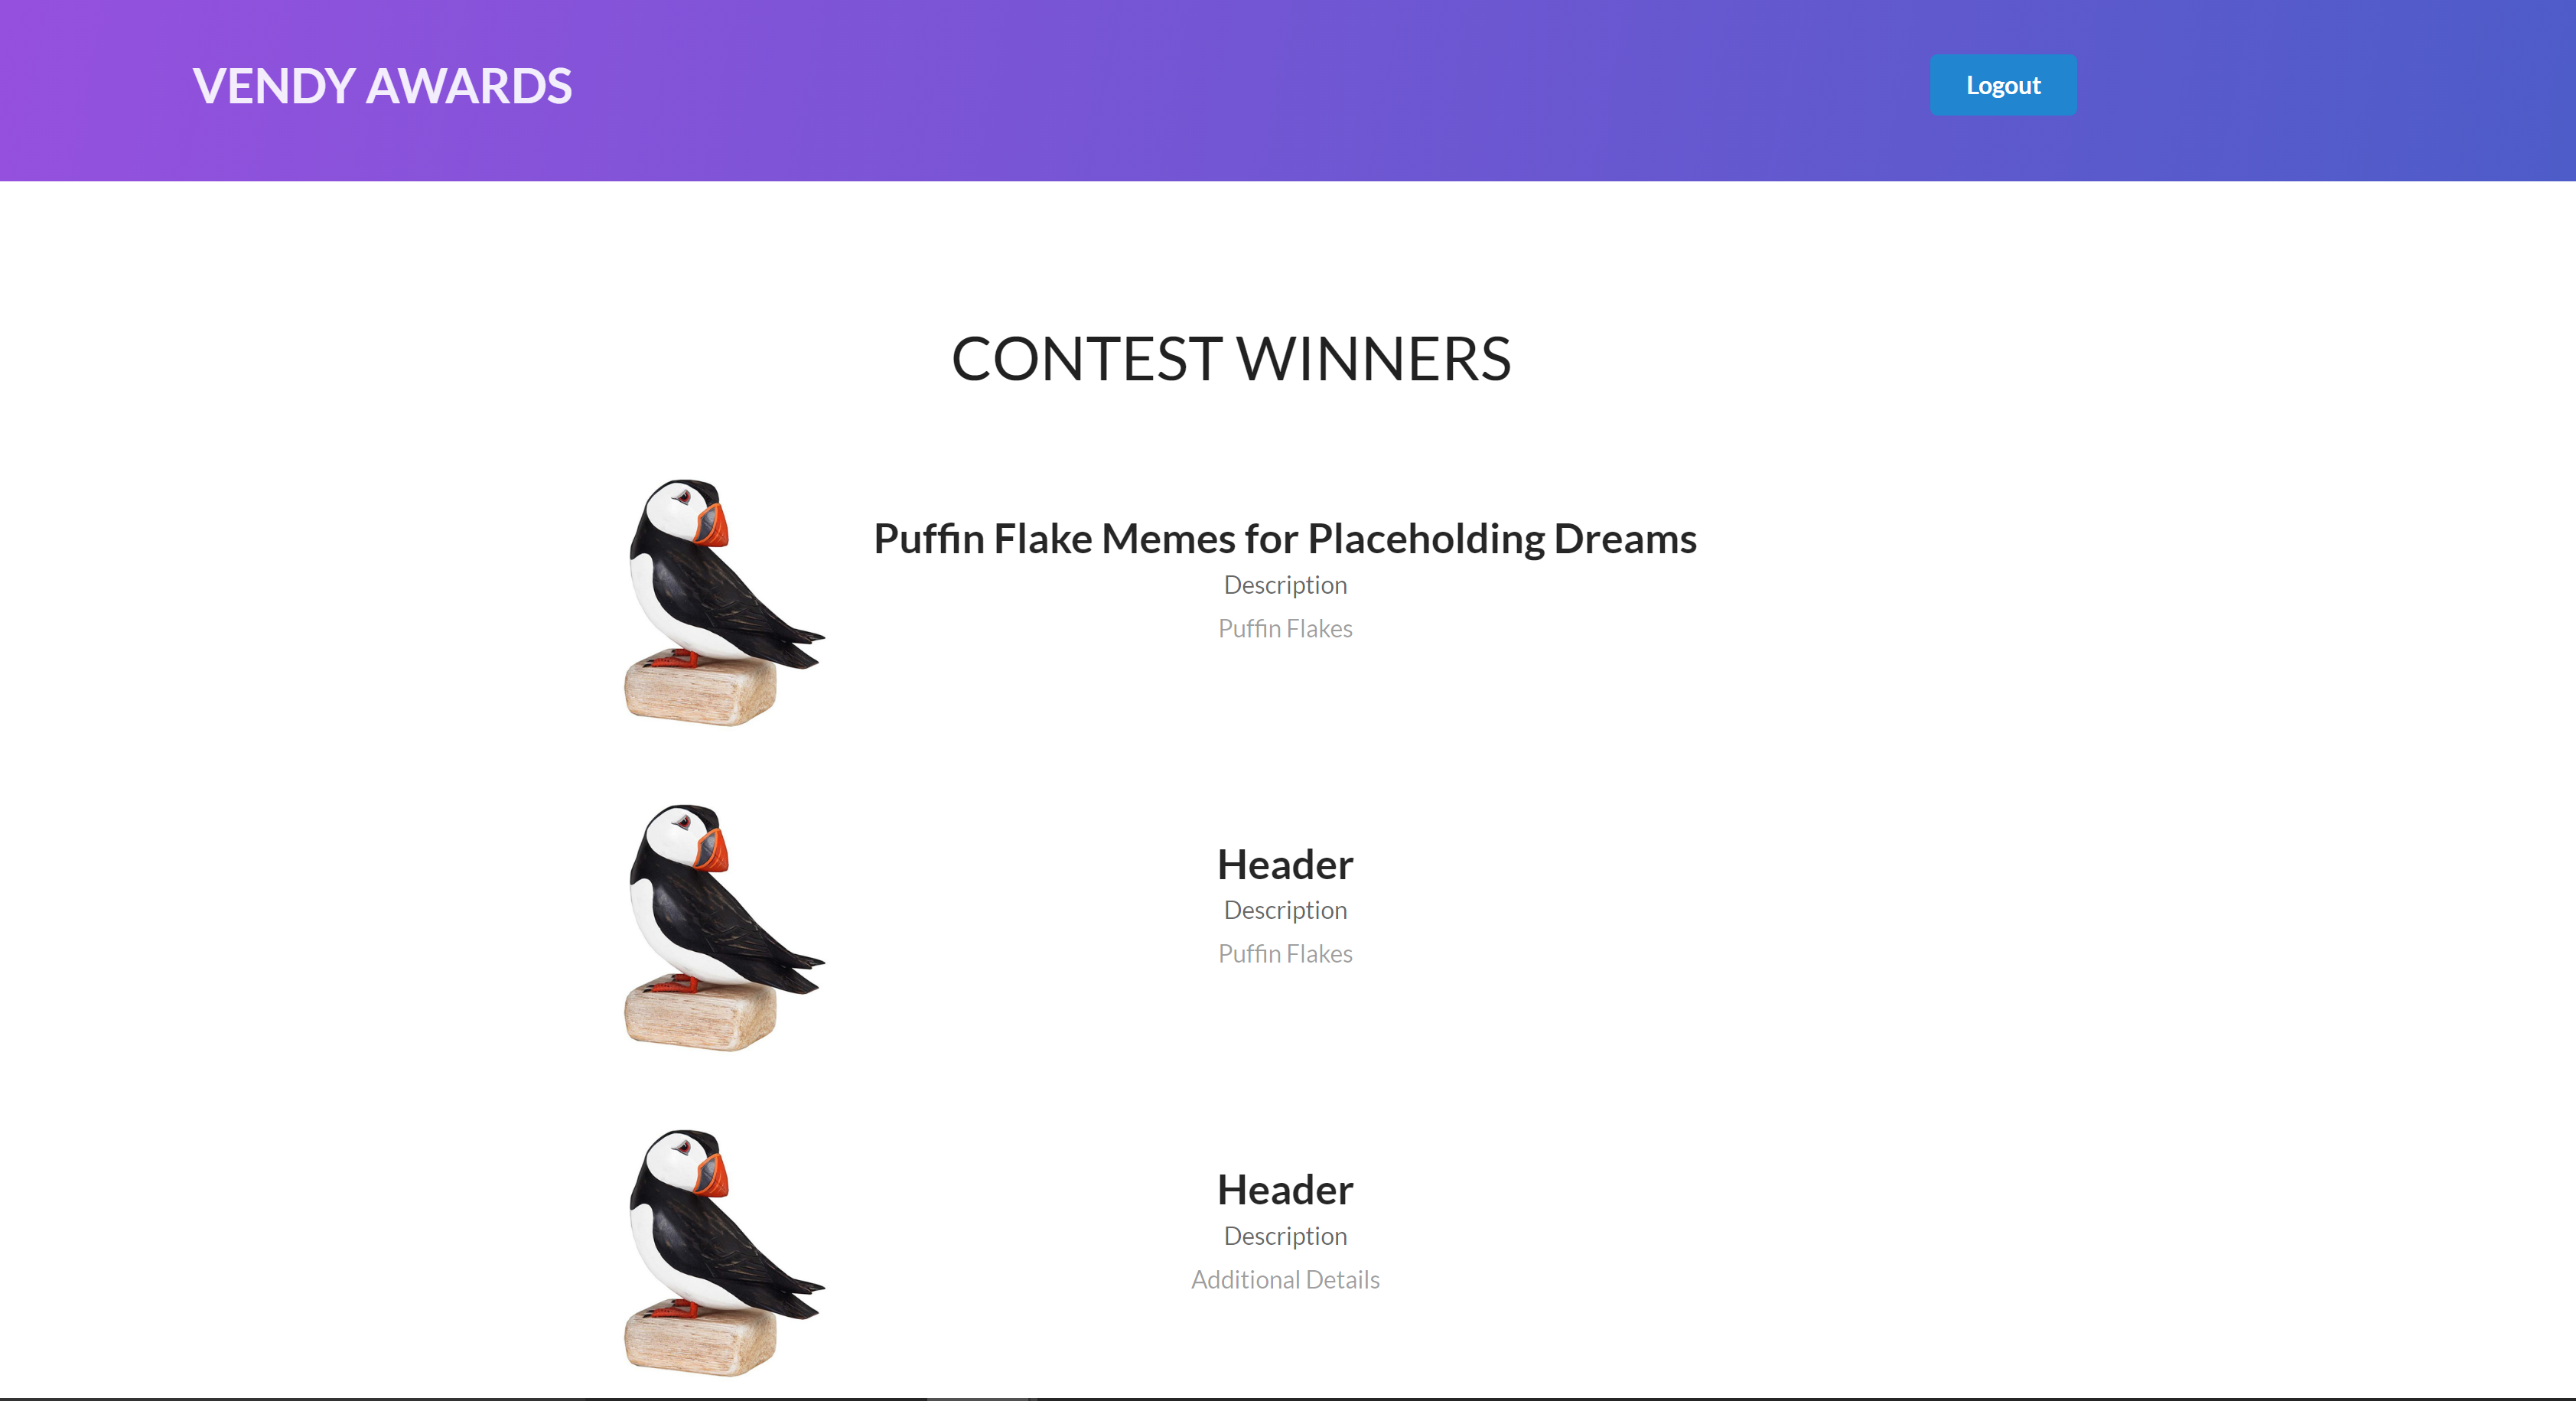 VENDY AWARDS
Logout
CONTEST WINNERS
Puffin Flake Memes for Placeholding Dreams
Description
Puffin Flakes
Header
Description
Puffin Flakes
Header
Description
Additional Details